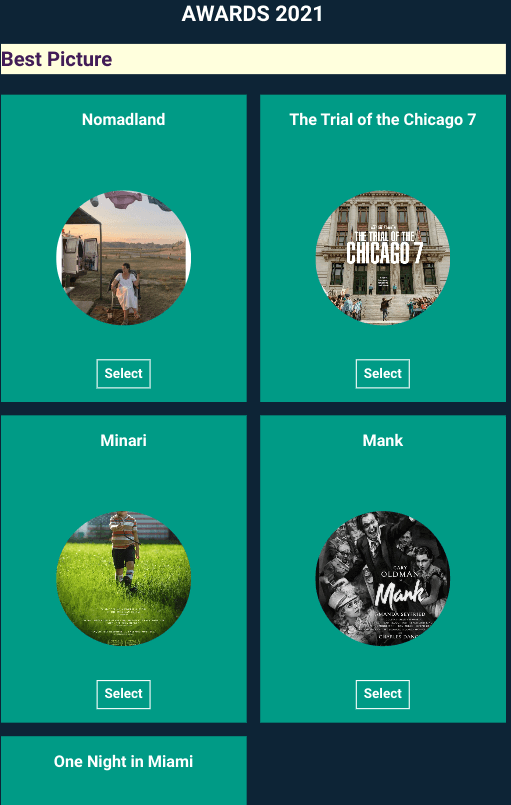 AWARDS 2021
Best Picture
Nomadland
The Trial of the Chicago 7
THE TRIAL OF THE
CHICAGO 7
Select
Select
Minari
Mank
GARY
OLDMAN
Mank
AMANDA SEYFRIED
CHARLES DANCE
Select
Select
One Night in Miami